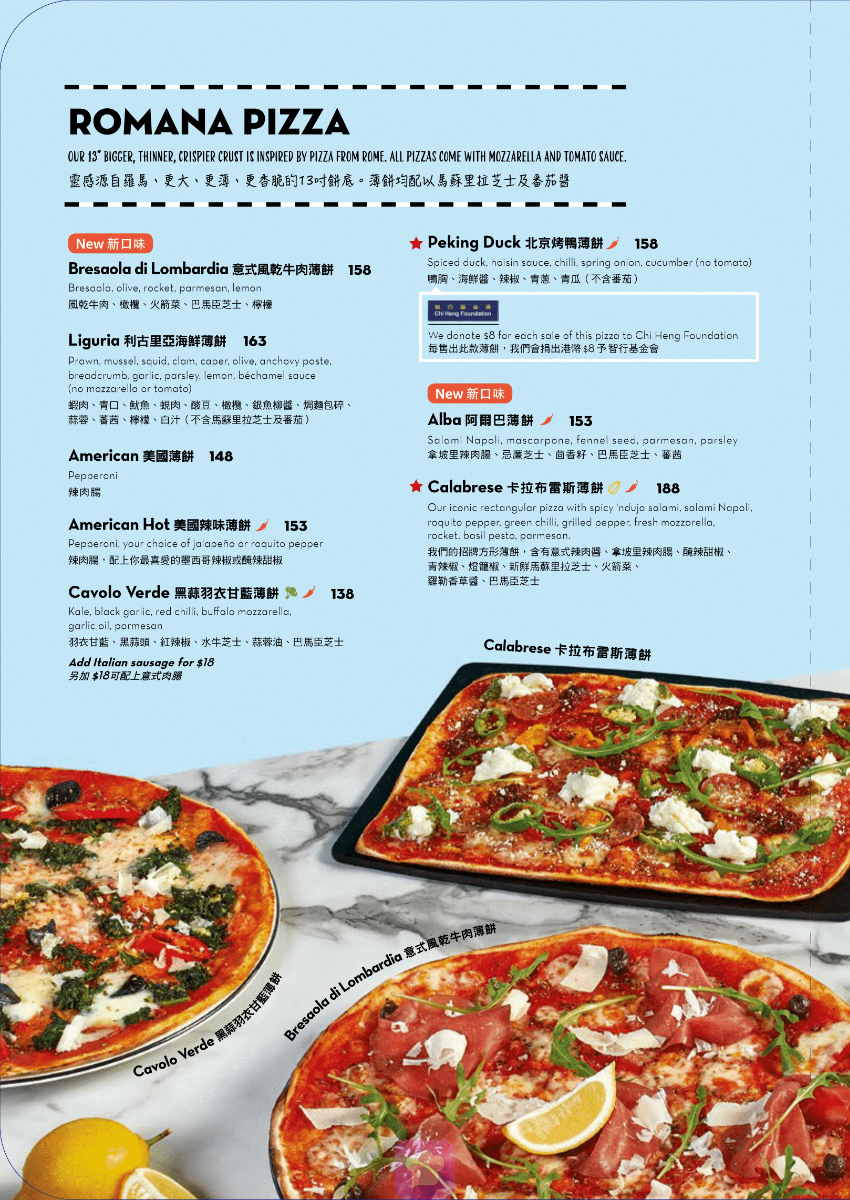 ROMANA PIZZA
OUR 13" BIGGER, THINNER, CRISPIER CRUST IS INSPIRED BY PIZZA FROM ROME. ALL PIZZAS COME WITH MOZZARELLA AND TOMATO SAUCE.
靈感源自羅馬、更大、更薄、更香脆的13吋餅底。薄餅均配以馬蘇里拉芝士及番茄醬
New 新口味
Bresaola di Lombardia 意式風乾牛肉薄餅 158
Bresaola, olive, rocket, parmesan, lemon
風乾牛肉、橄欖、火箭菜、巴馬臣芝士、檸檬
Liguria 利古里亞海鮮薄餅 163
Prawn, mussel, squid, clam, caper, olive, anchovy paste,
breadcrumb, garlic, parsley, lemon, béchamel sauce
(no mozzarella or tomato)
蝦肉、青口、魷魚、蜆肉、酸豆、橄欖、銀魚柳醬、焗麵包碎、
蒜蓉、蕃茜、檸檬、白汁（不含馬蘇里拉芝士及番茄）
American 美國薄餅 148
Pepperoni
辣肉腸
American Hot 美國辣味薄餅 153
Pepperoni, your choice of jalapeño or roquito pepper
辣肉腸，配上你最喜愛的墨西哥辣椒或醃辣甜椒
Cavolo Verde 黑蒜羽衣甘藍薄餅 138
Kale, black garlic, red chilli, buffalo mozzarella,
garlic oil, parmesan
羽衣甘藍、黑蒜頭、紅辣椒、水牛芝士、蒜蓉油、巴馬臣芝士
Add Italian sausage for $18
另加 $18可配上意式肉腸
Peking Duck 北京烤鴨薄餅 158
Spiced duck, hoisin sauce, chilli, spring onion, cucumber (no tomato)
鴨胸、海鮮醬、辣椒、青蔥、青瓜（不含番茄）
智行基金會
Chi Heng Foundation
We donate $8 for each sale of this pizza to Chi Heng Foundation
每售出此款薄餅，我們會捐出港幣 $8 予 智行基金會
New 新口味
Alba 阿爾巴薄餅 153
Salami Napoli, mascarpone, fennel seed, parmesan, parsley
拿坡里辣肉腸、忌廉芝士、茴香籽、巴馬臣芝士、蕃茜
Calabrese 卡拉布雷斯薄餅 188
Our iconic rectangular pizza with spicy 'nduja salami, salami Napoli,
roquito pepper, green chilli, grilled pepper, fresh mozzarella,
rocket, basil pesto, parmesan.
我們的招牌方形薄餅，含有意式辣肉醬、拿坡里辣肉腸、醃辣甜椒、
青辣椒、燈籠椒、新鮮馬蘇里拉芝士、火箭菜、
羅勒香草醬、巴馬臣芝士
Calabrese 卡拉布雷斯薄餅
Cavolo Verde 黑蒜羽衣甘藍薄餅
Bresaola di Lombardia 意式風乾牛肉薄餅